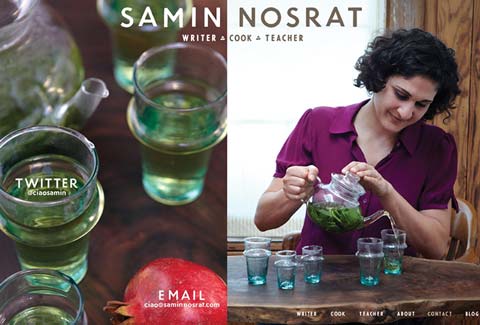 SAMIN NOSRAT
WRITER & COOK & TEACHER
TWITTER
@ciaosamin
EMAIL
ciao@saminnosrat.com
WRITER COOK TEACHER ABOUT CONTACT BLOG